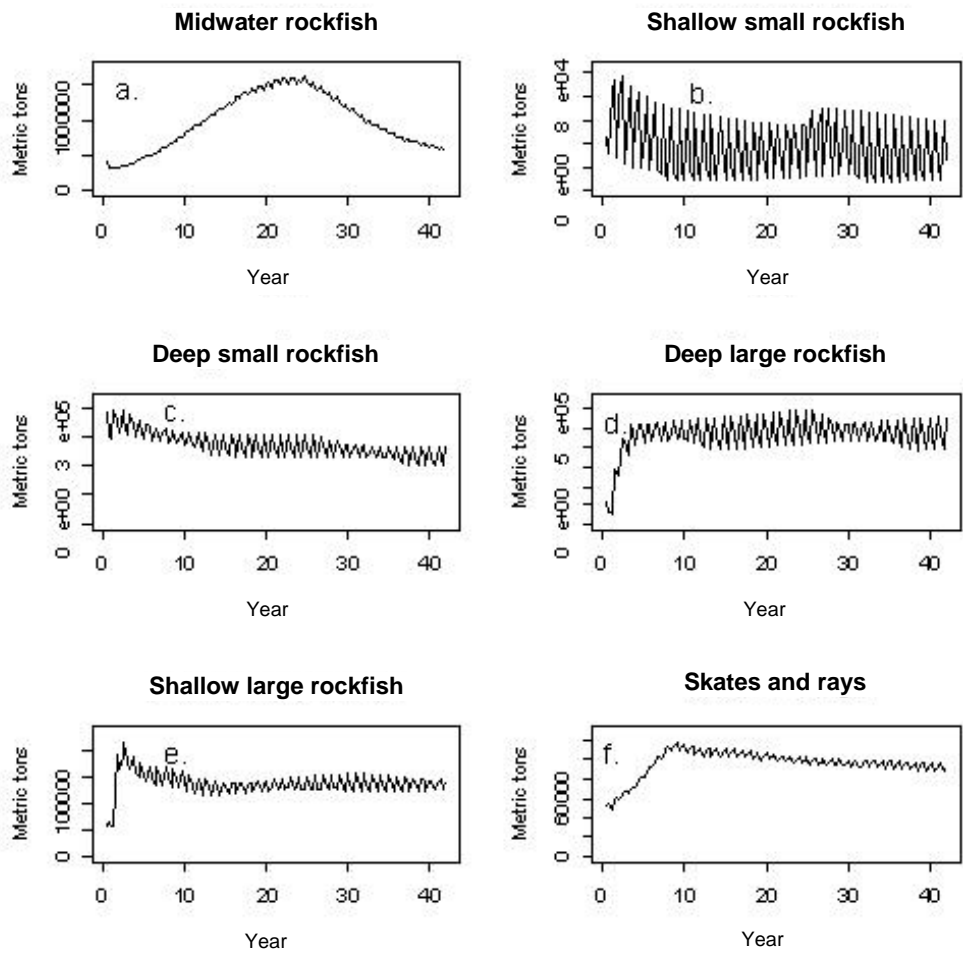 Midwater rockfish
Shallow small rockfish
a.
b.
Metric tons
Metric tons
0
1000000
0 e+00
8 e+04
0 10 20 30 40
0 10 20 30 40
Year
Year
Deep small rockfish
Deep large rockfish
c.
d.
Metric tons
Metric tons
0 e+00
3 e+05
0 e+00
5 e+05
0 10 20 30 40
0 10 20 30 40
Year
Year
Shallow large rockfish
Skates and rays
e.
f.
Metric tons
Metric tons
0
100000
0
60000
0 10 20 30 40
0 10 20 30 40
Year
Year